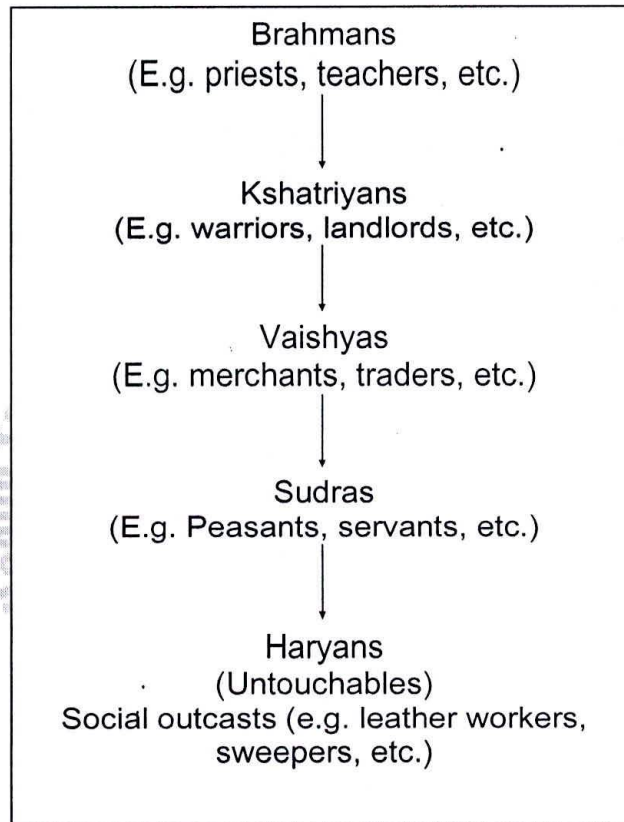 Brahmans
(E.g. priests, teachers, etc.)
Kshatriyans
(E.g. warriors, landlords, etc.)
Vaishyas
(E.g. merchants, traders, etc.)
Sudras
(E.g. Peasants, servants, etc.)
Haryans
(Untouchables)
Social outcasts (e.g. leather workers,
sweepers, etc.)